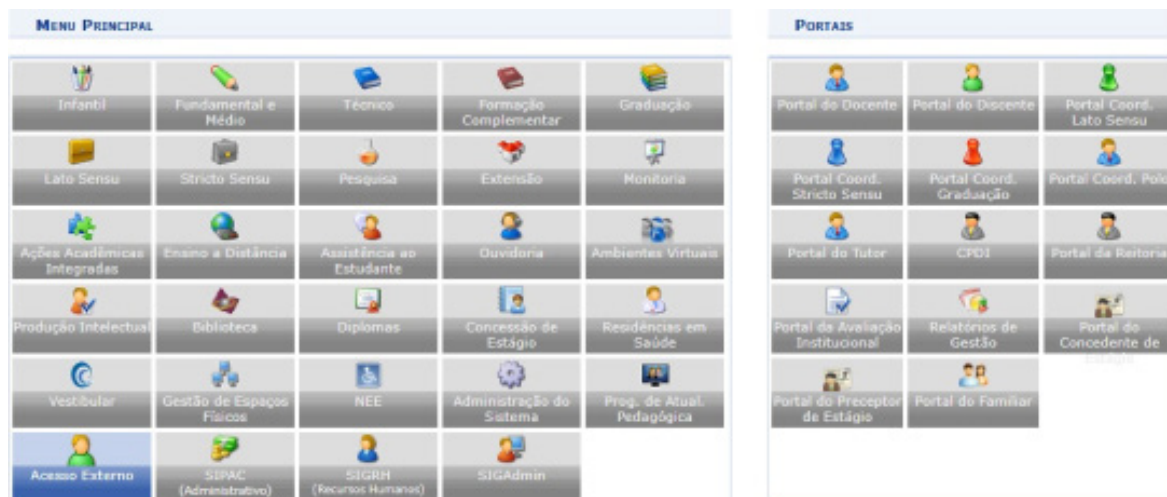 MENU PRINCIPAL
Infantil
Fundamental e
Médio
Técnico
Formação
Complementar
Graduação
Lato Sensu
Stricto Sensu
Pesquisa
Extensão
Monitoria
Ações Acadêmicas
Integradas
Ensino a Distância
Assistência ao
Estudante
Ouvidoria
Ambientes Virtuais
Produção Intelectual
Biblioteca
Diplomas
Concessão de
Estágio
Residências em
Saúde
Vestibular
Gestão de Espaços
Físicos
NEE
Administração do
Sistema
Prog. de Atual.
Pedagógica
Acesso Externo
SIPAC
(Administrativo)
SIGRH
(Recursos Humanos)
SIGAdmin
PORTAIS
Portal do Docente
Portal do Discente
Portal Coord.
Lato Sensu
Portal Coord.
Stricto Sensu
Portal Coord.
Graduação
Portal Coord. Polo
Portal do Tutor
CPDI
Portal da Reitoria
Portal da Avaliação
Institucional
Relatórios de
Gestão
Portal do
Concedente de
Estágio
Portal do Preceptor
de Estágio
Portal do Familiar